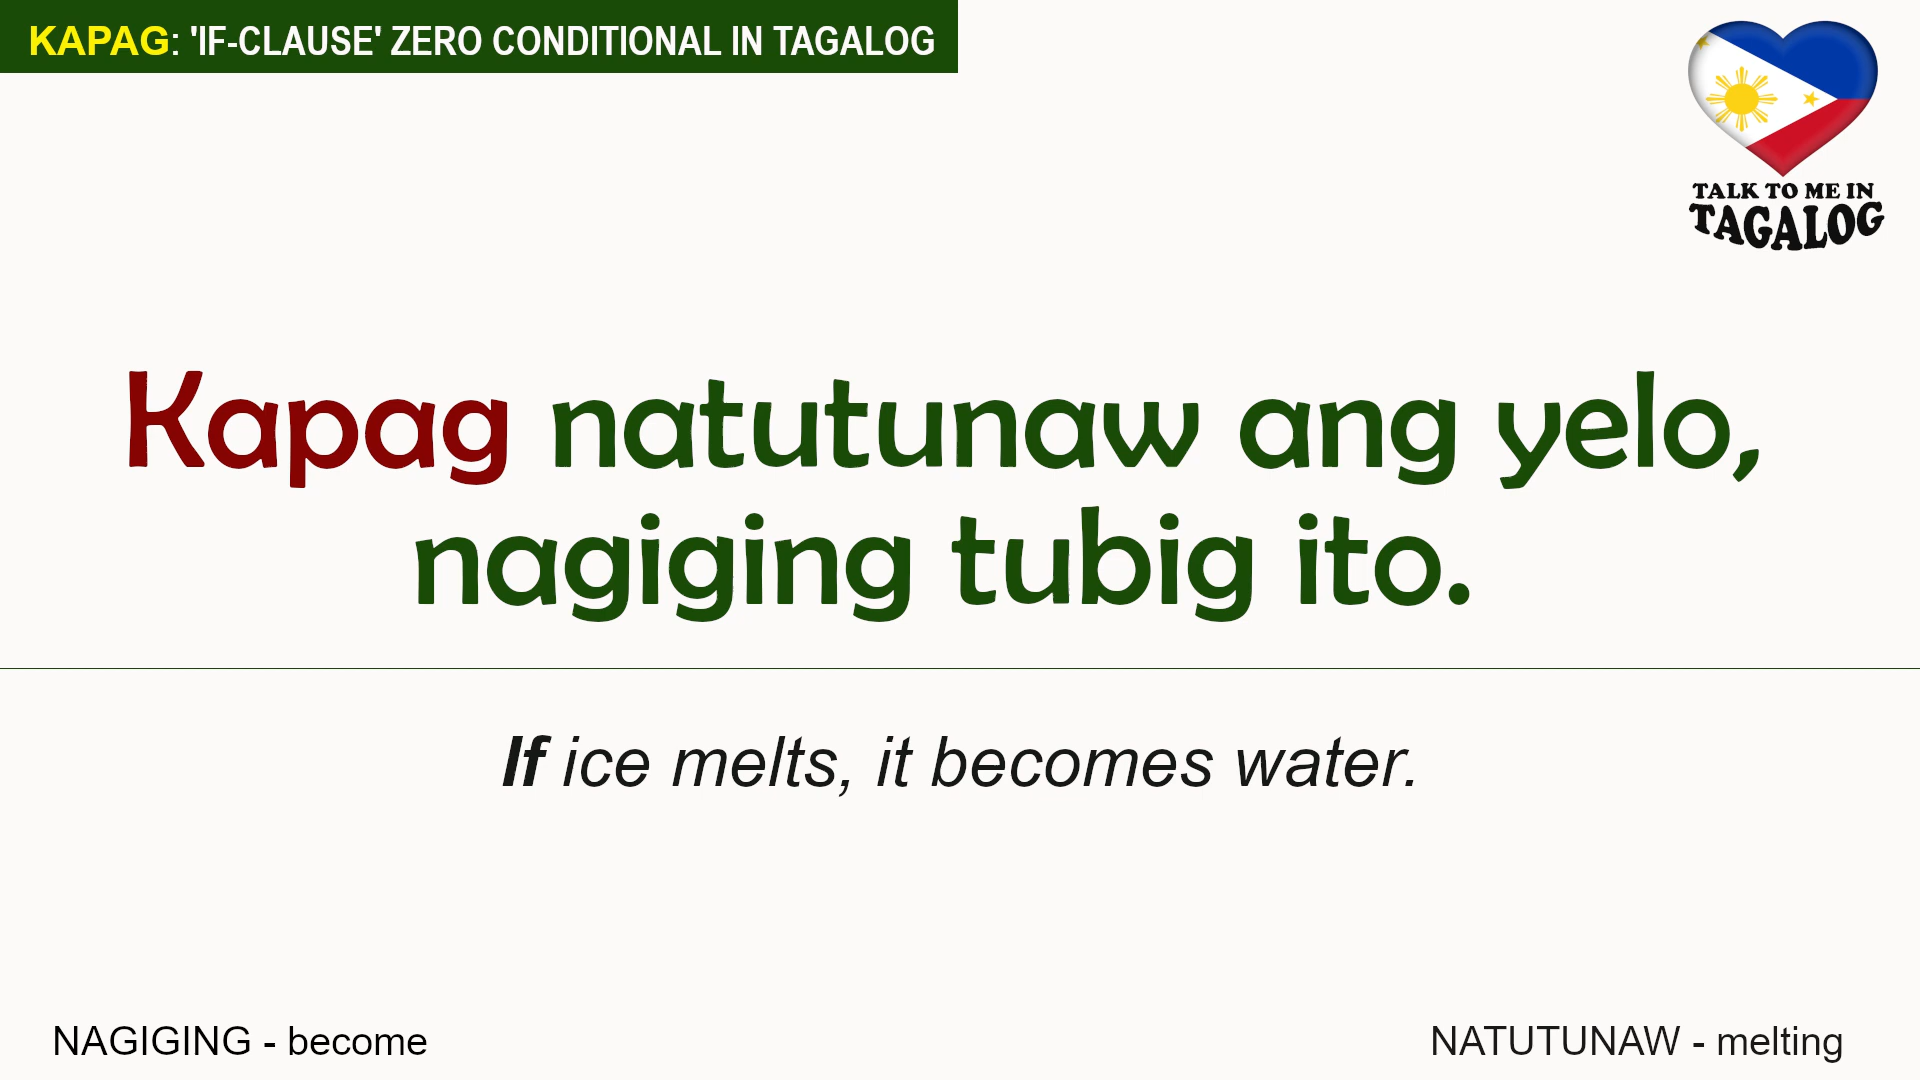 KAPAG: 'IF-CLAUSE' ZERO CONDITIONAL IN TAGALOG
TALK TO ME IN
TAGALOG
Kapag natutunaw ang yelo,
nagiging tubig ito.
If ice melts, it becomes water.
NAGIGING - become
NATUTUNAW - melting